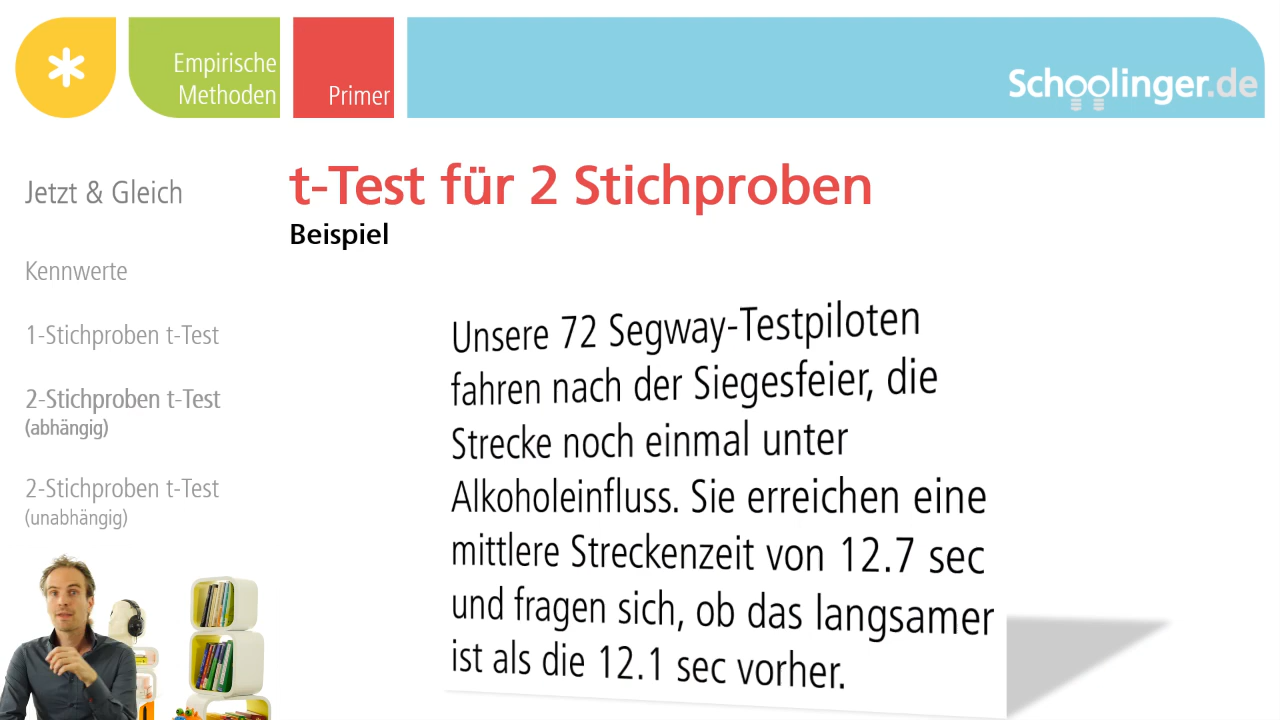 Empirische
Methoden
Primer
Schoolinger.de
Jetzt & Gleich
t-Test für 2 Stichproben
Beispiel
Kennwerte
1-Stichproben t-Test
2-Stichproben t-Test
(abhängig)
2-Stichproben t-Test
(unabhängig)
Unsere 72 Segway-Testpiloten
fahren nach der Siegesfeier, die
Strecke noch einmal unter
Alkoholeinfluss. Sie erreichen eine
mittlere Streckenzeit von 12.7 sec
und fragen sich, ob das langsamer
ist als die 12.1 sec vorher.